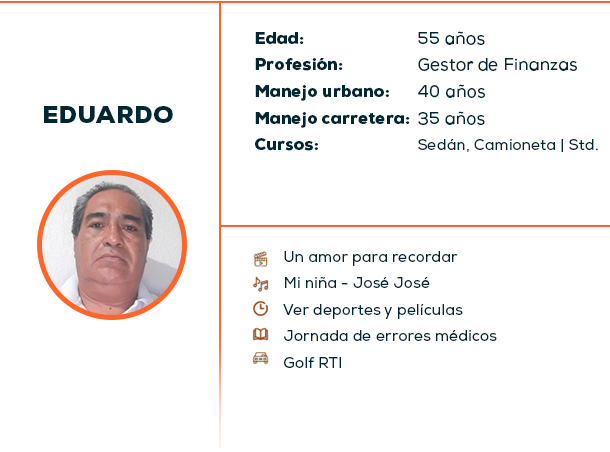 EDUARDO
Edad: 55 años
Profesión: Gestor de Finanzas
Manejo urbano: 40 años
Manejo carretera: 35 años
Cursos: Sedán, Camioneta | Std.
Un amor para recordar
Mi niña - José José
Ver deportes y películas
Jornada de errores médicos
Golf RTI